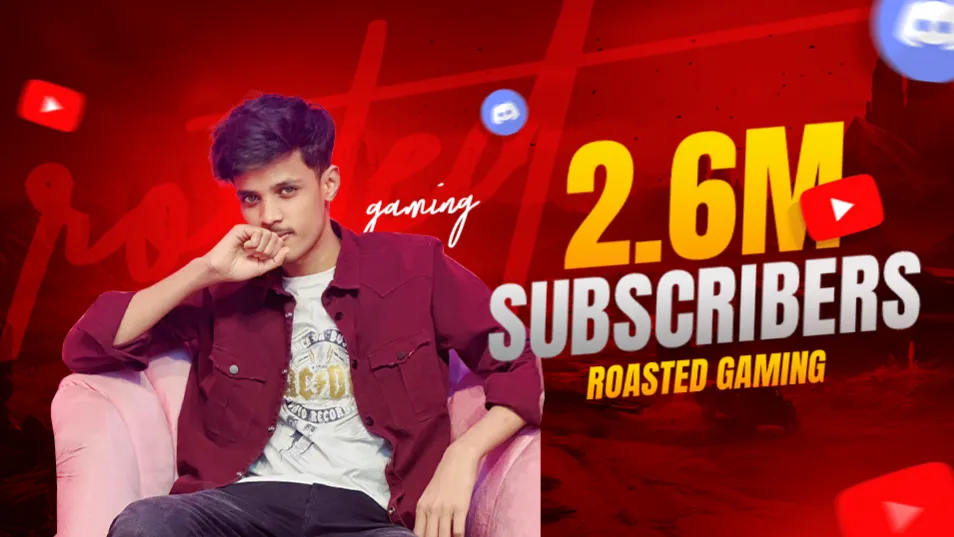 roasted
gaming
2.6M
SUBSCRIBERS
ROASTED GAMING
AC/DC